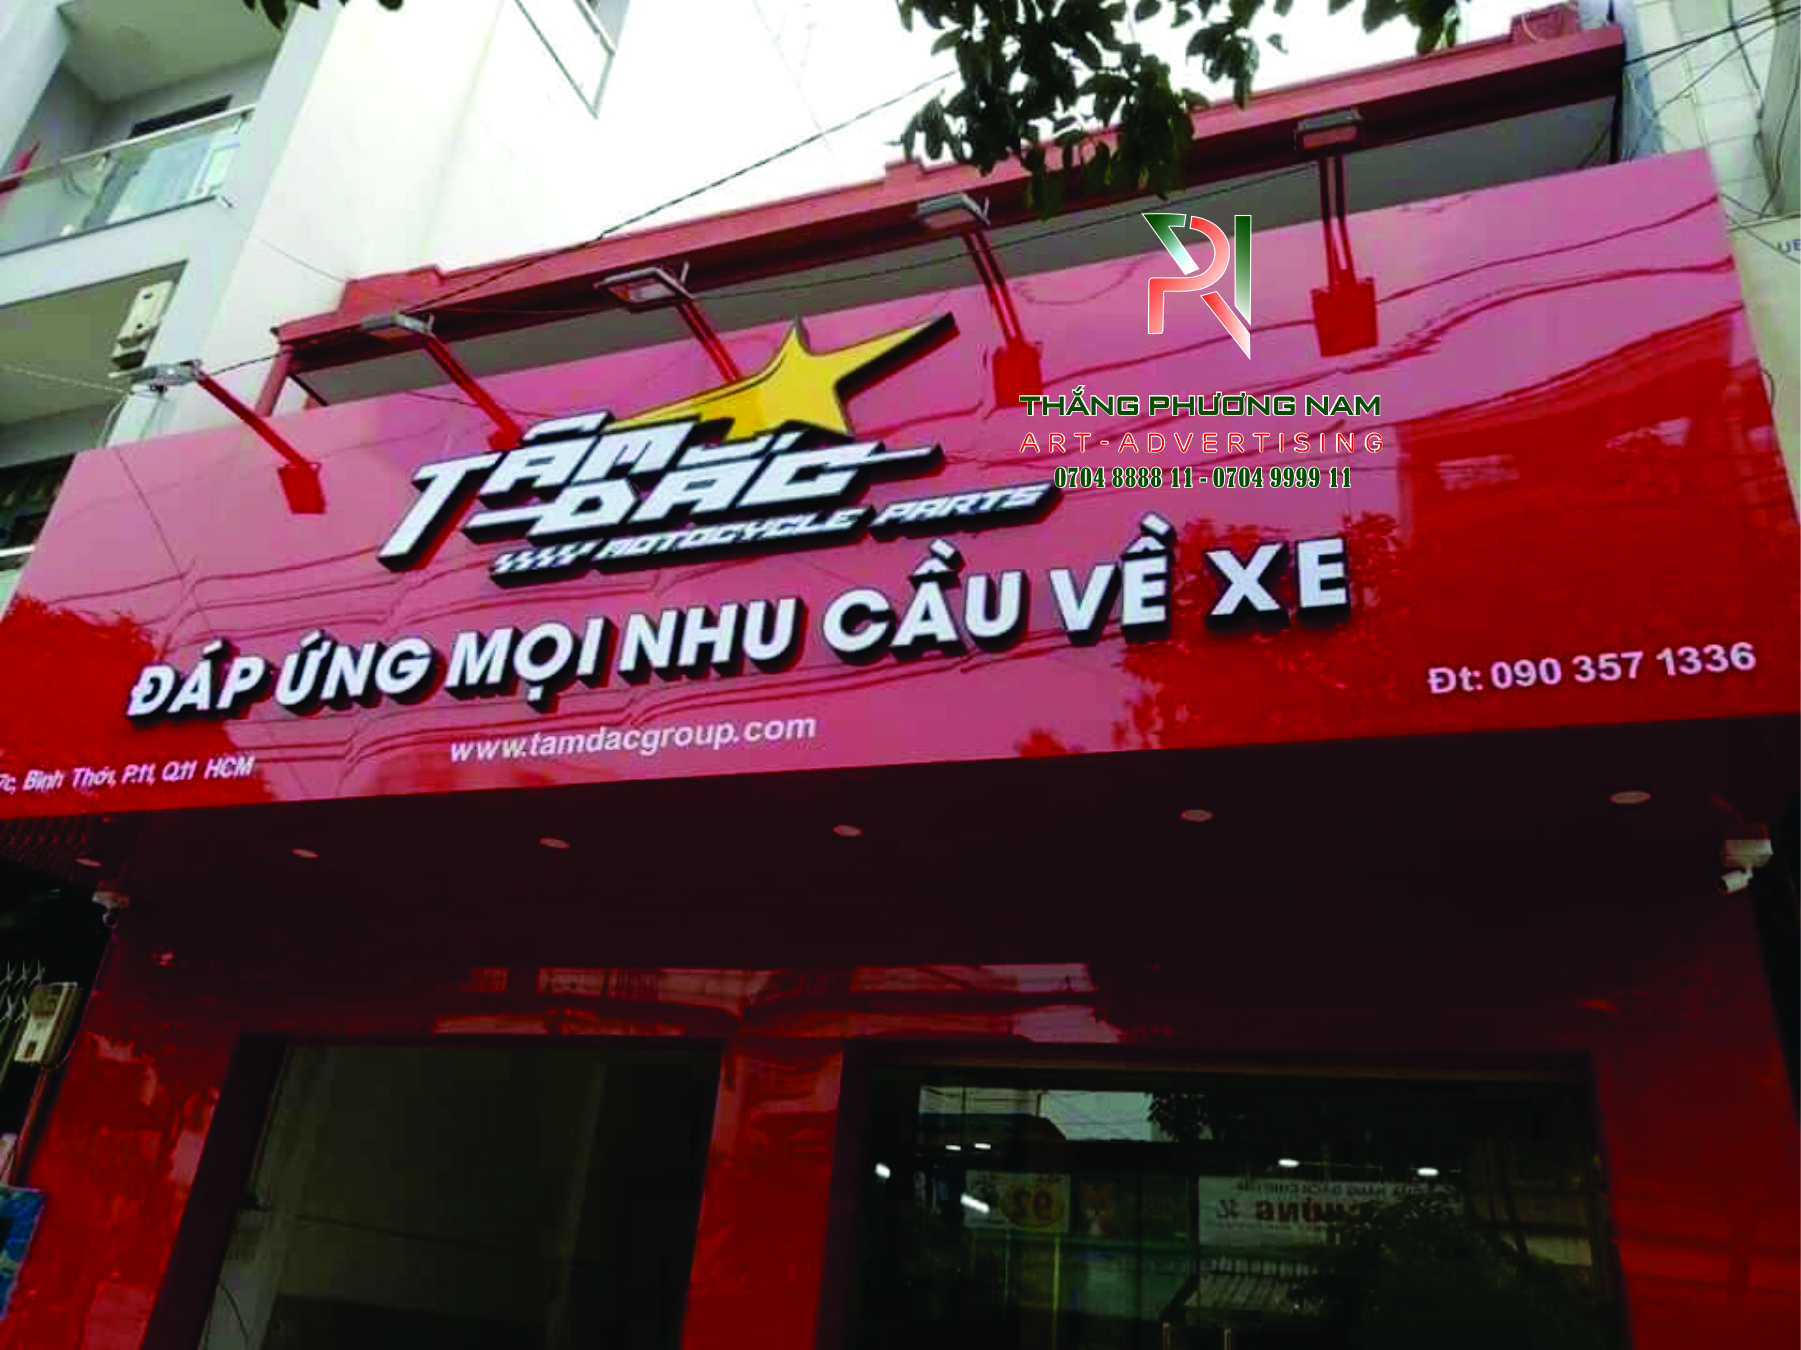 THẮNG PHƯƠNG NAM
ART-ADVERTISING
0704 8888 11 - 0704 9999 11
TÂM
ĐẮC
MOTOCYCLE PARTS
ĐÁP ỨNG MỌI NHU CẦU VỀ XE
Đt: 090 357 1336
www.tamdacgroup.com
Bình Thới, P.11, Q.11 HCM
92